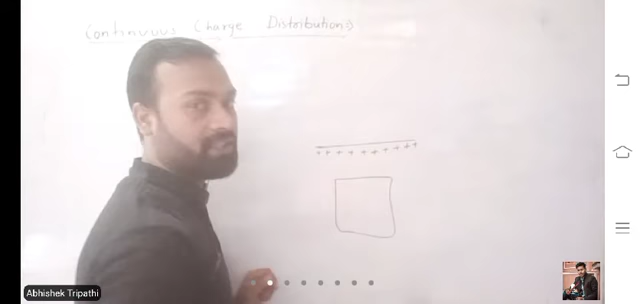 Continuous Charge Distributions
+ + + + + + + + + +
Abhishek Tripathi